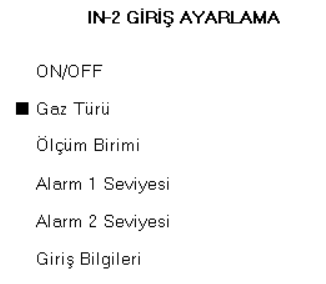 IN-2 GİRİŞ AYARLAMA
ON/OFF
■ Gaz Türü
Ölçüm Birimi
Alarm 1 Seviyesi
Alarm 2 Seviyesi
Giriş Bilgileri